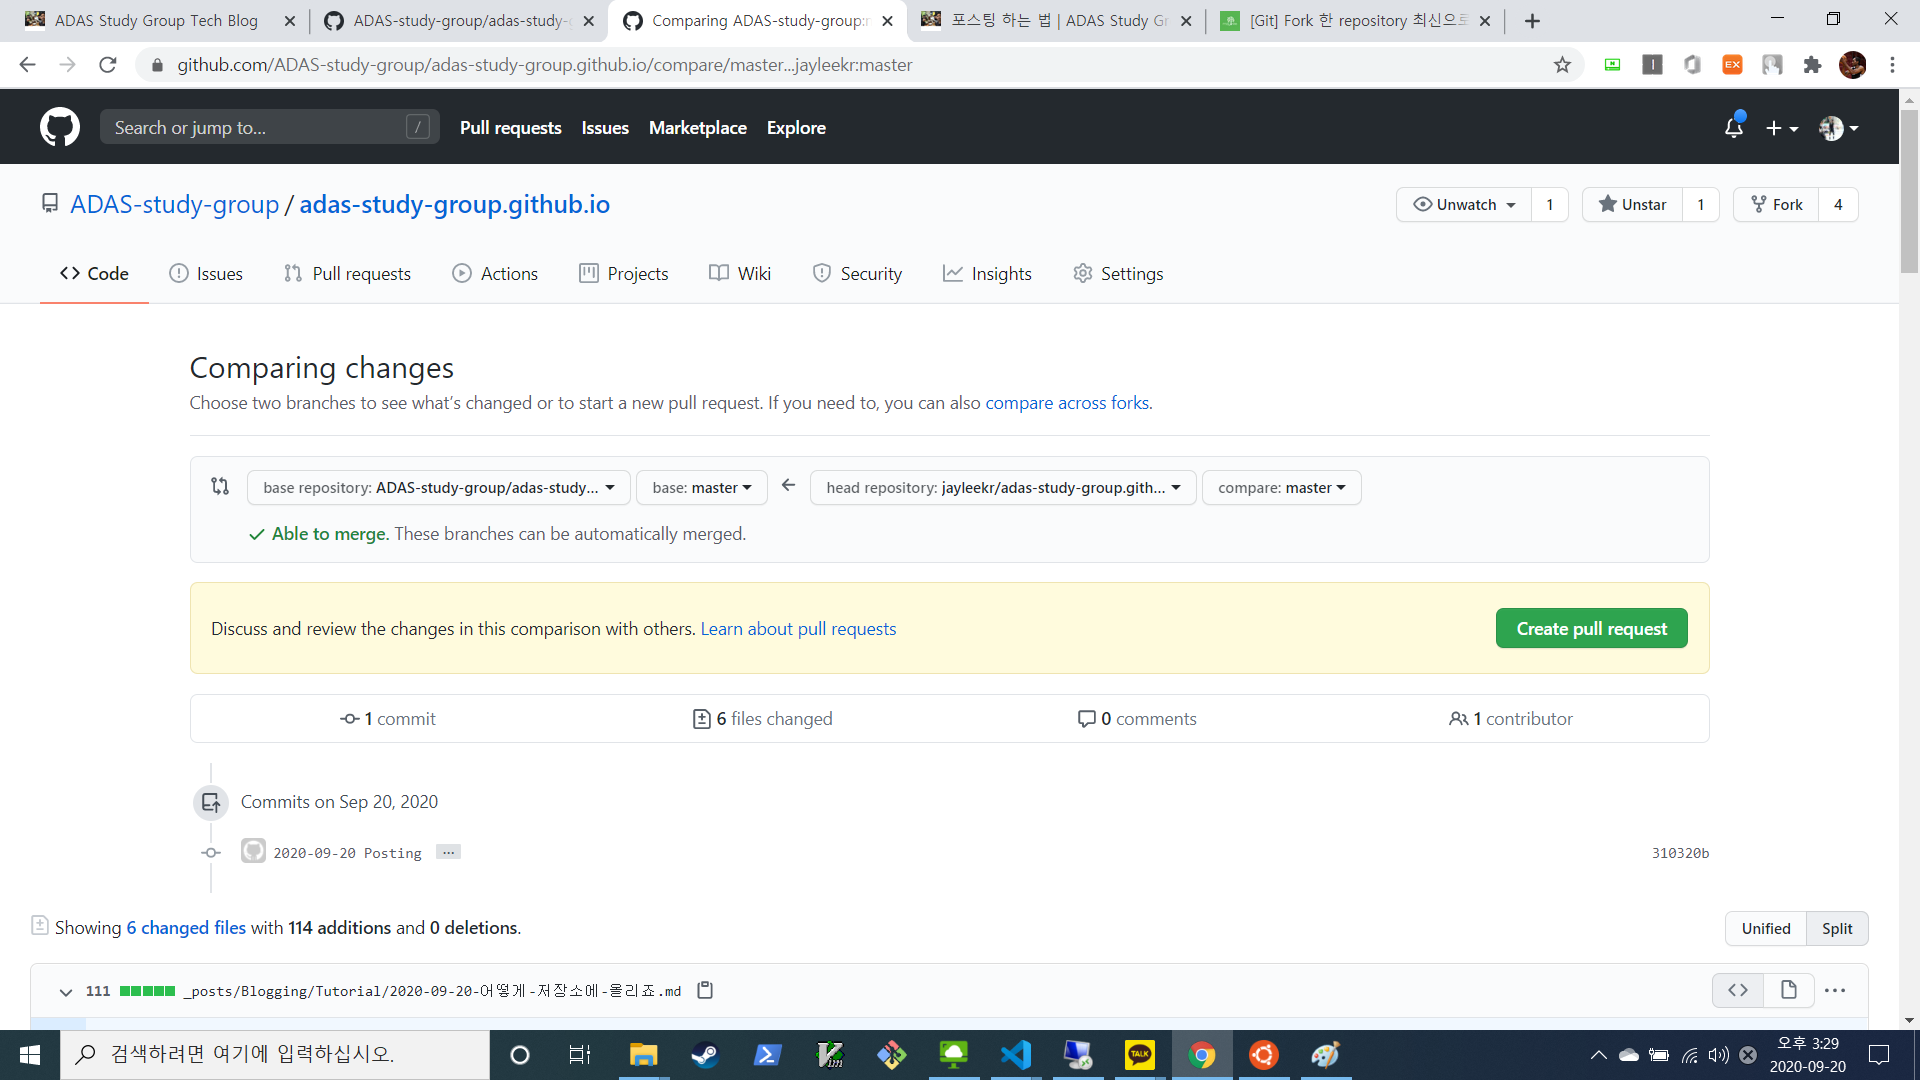 ADAS Study Group Tech Blog
ADAS-study-group/adas-study-g
Comparing ADAS-study-group:m
포스팅 하는 법 | ADAS Study Gr
[Git] Fork 한 repository 최신으로
github.com/ADAS-study-group/adas-study-group.github.io/compare/master...jayleekr:master
EX
Search or jump to...
/
Pull requests
Issues
Marketplace
Explore
ADAS-study-group / adas-study-group.github.io
Unwatch 1
Unstar 1
Fork 4
Code
Issues
Pull requests
Actions
Projects
Wiki
Security
Insights
Settings
Comparing changes
Choose two branches to see what's changed or to start a new pull request. If you need to, you can also compare across forks.
base repository: ADAS-study-group/adas-study...
base: master
head repository: jayleekr/adas-study-group.gith...
compare: master
Able to merge. These branches can be automatically merged.
Discuss and review the changes in this comparison with others. Learn about pull requests
Create pull request
1 commit
6 files changed
0 comments
1 contributor
Commits on Sep 20, 2020
2020-09-20 Posting ...
310320b
Showing 6 changed files with 114 additions and 0 deletions.
Unified
Split
111 _posts/Blogging/Tutorial/2020-09-20-어떻게-저장소에-올리죠.md
검색하려면 여기에 입력하십시오.
TALK
오후 3:29
2020-09-20